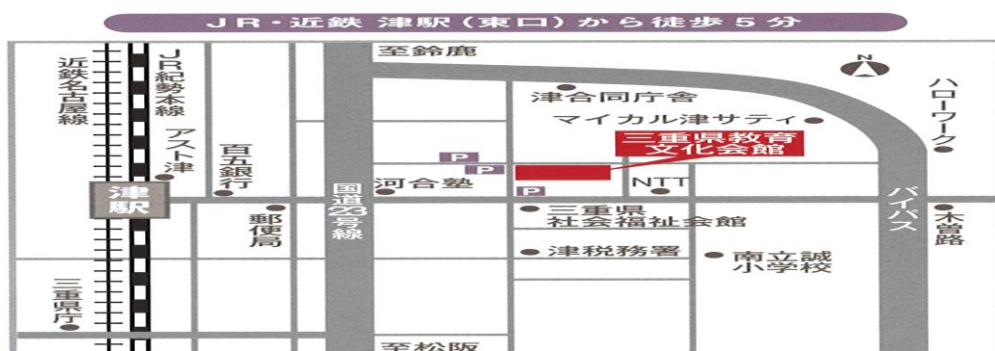 JR・近鉄 津駅(東口)から徒歩5分
至鈴鹿
N
近鉄名古屋線
JR紀勢本線
津合同庁舎
ハローワーク
マイカル津サティ
アスト津
三重県教育
文化会館
百五銀行
P
P
河合塾
NTT
P
津駅
国道23号線
バイパス
郵便局
三重県
社会福祉会館
木曽路
津税務署
南立誠
小学校
三重県庁
至松阪